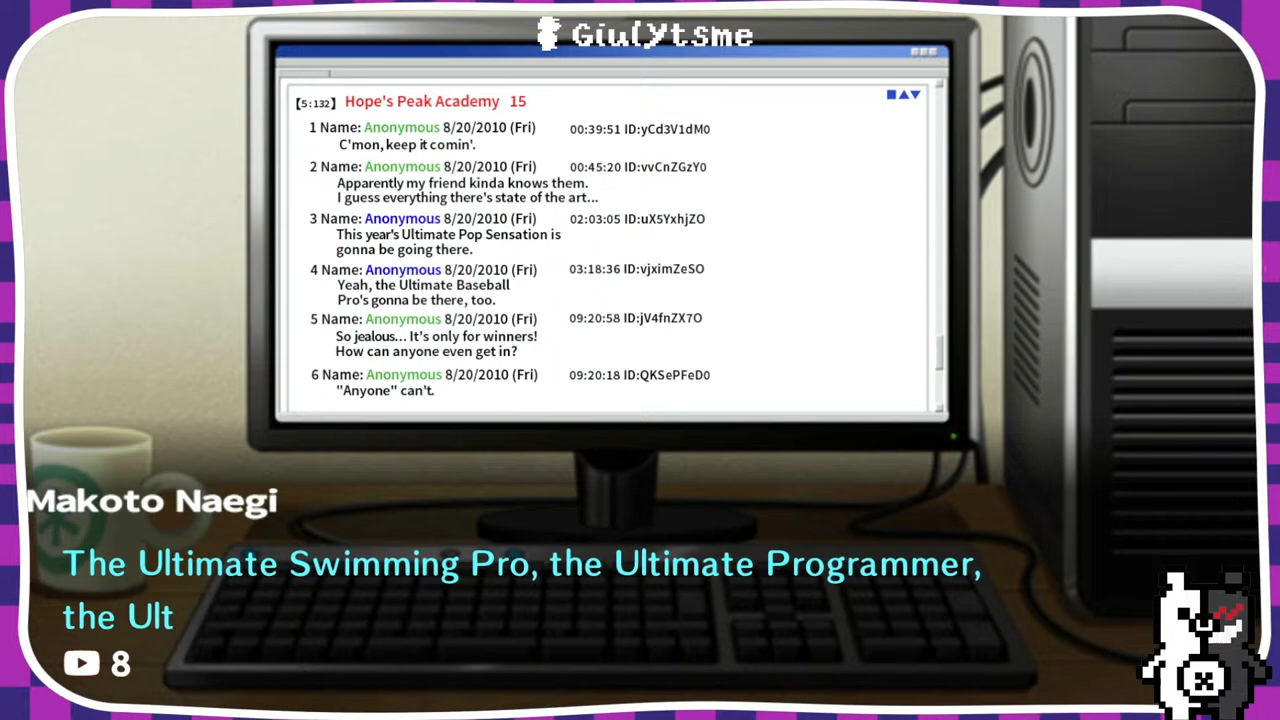 Giulytsme
【5:132】 Hope's Peak Academy 15
1 Name: Anonymous 8/20/2010 (Fri) 00:39:51 ID:yCd3V1dM0
C'mon, keep it comin'.
2 Name: Anonymous 8/20/2010 (Fri) 00:45:20 ID:vvCnZGzY0
Apparently my friend kinda knows them.
I guess everything there's state of the art...
3 Name: Anonymous 8/20/2010 (Fri) 02:03:05 ID:uX5YxhjZO
This year's Ultimate Pop Sensation is
gonna be going there.
4 Name: Anonymous 8/20/2010 (Fri) 03:18:36 ID:vjximZeSO
Yeah, the Ultimate Baseball
Pro's gonna be there, too.
5 Name: Anonymous 8/20/2010 (Fri) 09:20:58 ID:jV4fnZX7O
So jealous... It's only for winners!
How can anyone even get in?
6 Name: Anonymous 8/20/2010 (Fri) 09:20:18 ID:QKSePFeD0
"Anyone" can't.
Makoto Naegi
The Ultimate Swimming Pro, the Ultimate Programmer,
the Ult
8